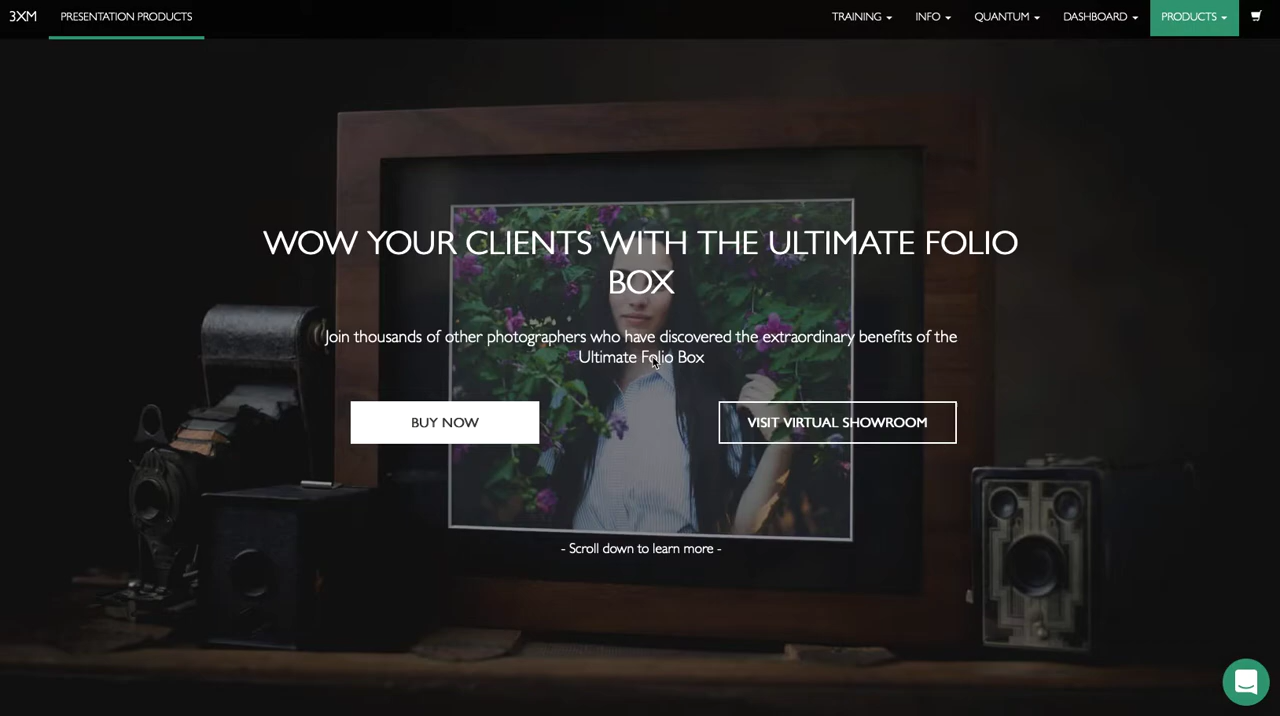 3XM PRESENTATION PRODUCTS TRAINING INFO QUANTUM DASHBOARD PRODUCTS
WOW YOUR CLIENTS WITH THE ULTIMATE FOLIO
BOX
Join thousands of other photographers who have discovered the extraordinary benefits of the
Ultimate Folio Box
BUY NOW
VISIT VIRTUAL SHOWROOM
- Scroll down to learn more -